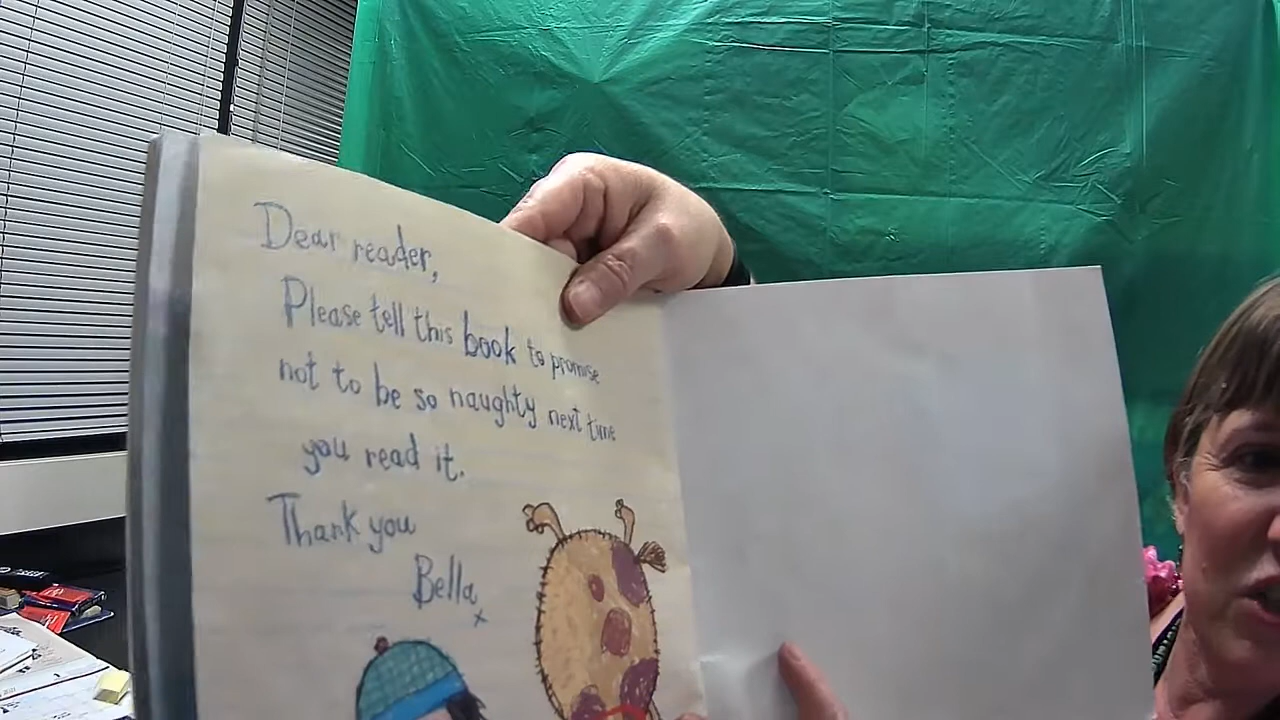 Dear reader,
Please tell this book to promise
not to be so naughty next time
you read it.
Thank you
Bella
x